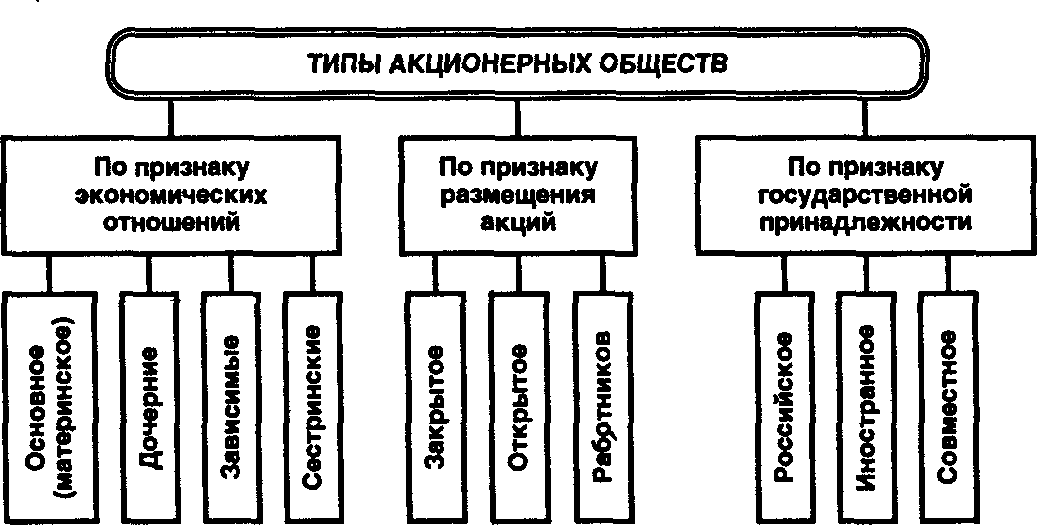 ТИПЫ АКЦИОНЕРНЫХ ОБЩЕСТВ
По признаку
экономических
отношений
По признаку
размещения
акций
По признаку
государственной
принадлежности
Основное
(материнское)
Дочерние
Зависимые
Сестринские
Закрытое
Открытое
Работников
Российское
Иностранное
Совместное